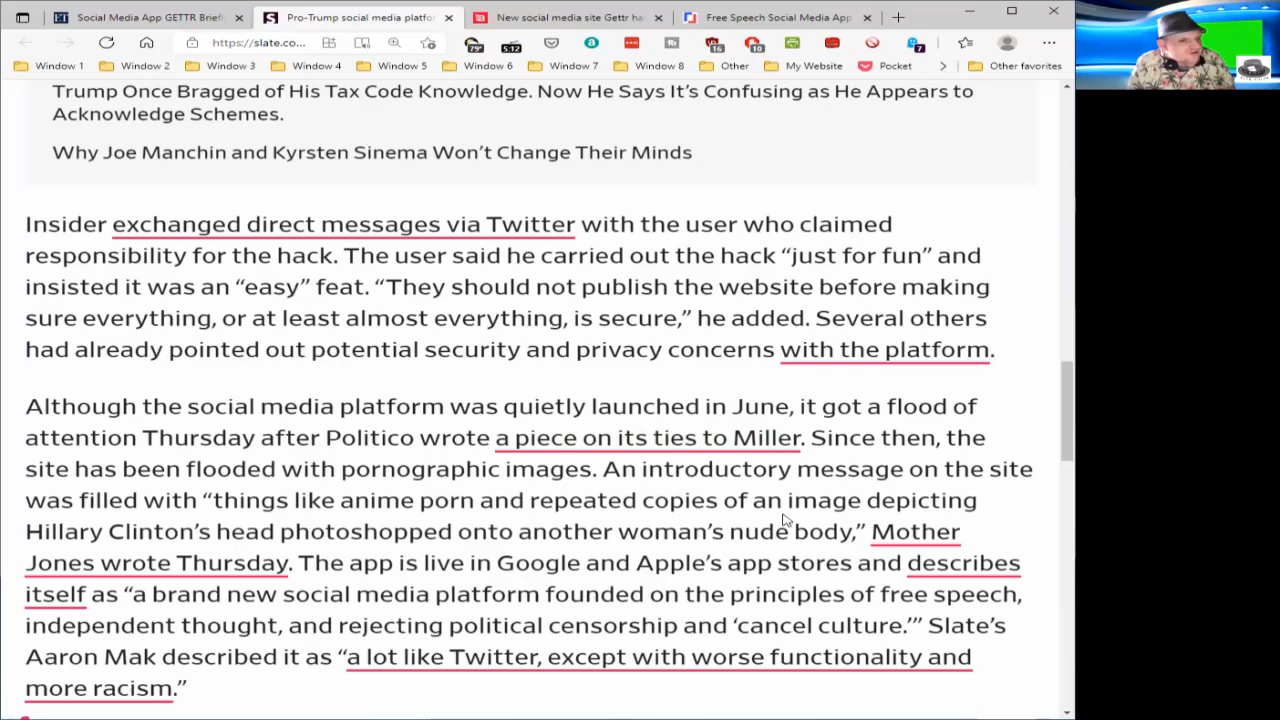 Social Media App GETTR Brief
Pro-Trump social media platfo
New social media site Gettr ha
Free Speech Social Media App
https://slate.co...
79°
5:12
16
10
7
Window 1
Window 2
Window 3
Window 4
Window 5
Window 6
Window 7
Window 8
Other
My Website
Pocket
Other favorites
Trump Once Bragged of His Tax Code Knowledge. Now He Says It's Confusing as He Appears to
Acknowledge Schemes.
Why Joe Manchin and Kyrsten Sinema Won't Change Their Minds
Insider exchanged direct messages via Twitter with the user who claimed
responsibility for the hack. The user said he carried out the hack “just for fun” and
insisted it was an “easy” feat. “They should not publish the website before making
sure everything, or at least almost everything, is secure,” he added. Several others
had already pointed out potential security and privacy concerns with the platform.
Although the social media platform was quietly launched in June, it got a flood of
attention Thursday after Politico wrote a piece on its ties to Miller. Since then, the
site has been flooded with pornographic images. An introductory message on the site
was filled with “things like anime porn and repeated copies of an image depicting
Hillary Clinton’s head photoshopped onto another woman’s nude body,” Mother
Jones wrote Thursday. The app is live in Google and Apple’s app stores and describes
itself as “a brand new social media platform founded on the principles of free speech,
independent thought, and rejecting political censorship and ‘cancel culture.’” Slate’s
Aaron Mak described it as “a lot like Twitter, except with worse functionality and
more racism.”